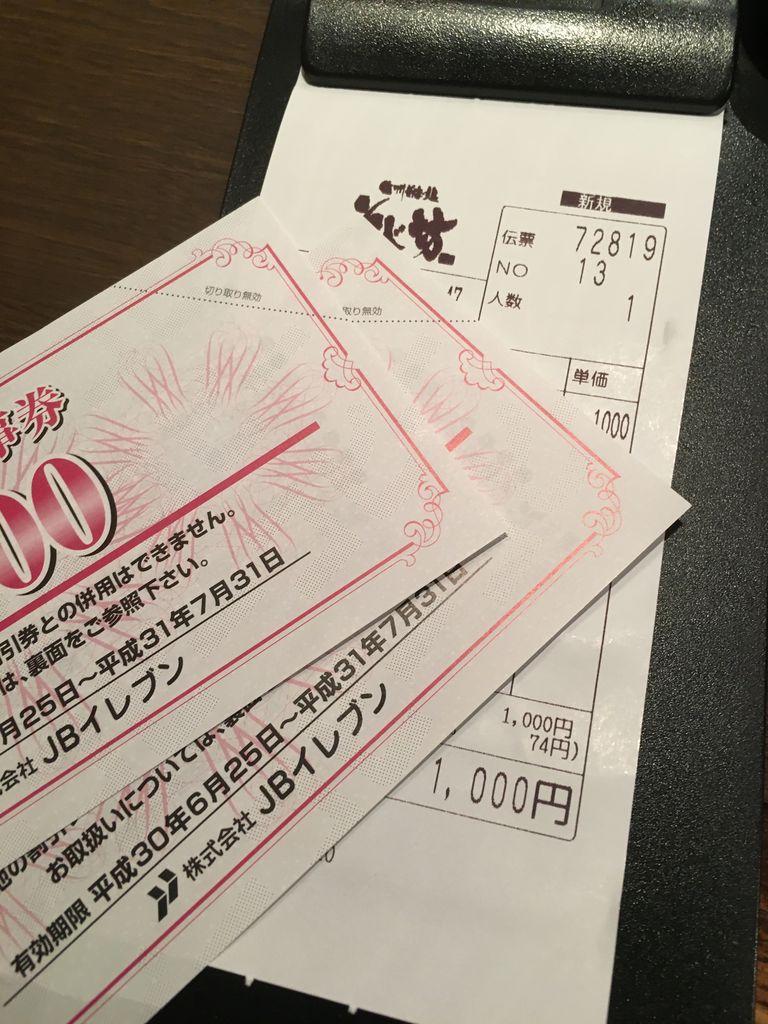 新規
伝票 72819
NO 13
人数 1
47
単価
1000
1,000円
74円)
1,000円
切り取り無効
取り無効
事券
00
引券との併用はできません。
は、裏面をご参照下さい。
月25日～平成31年7月31日
会社 JBイレブン
お取扱いについては、裏面
有効期限 平成30年6月25日～平成31年7月31日
株式会社 JBイレブン